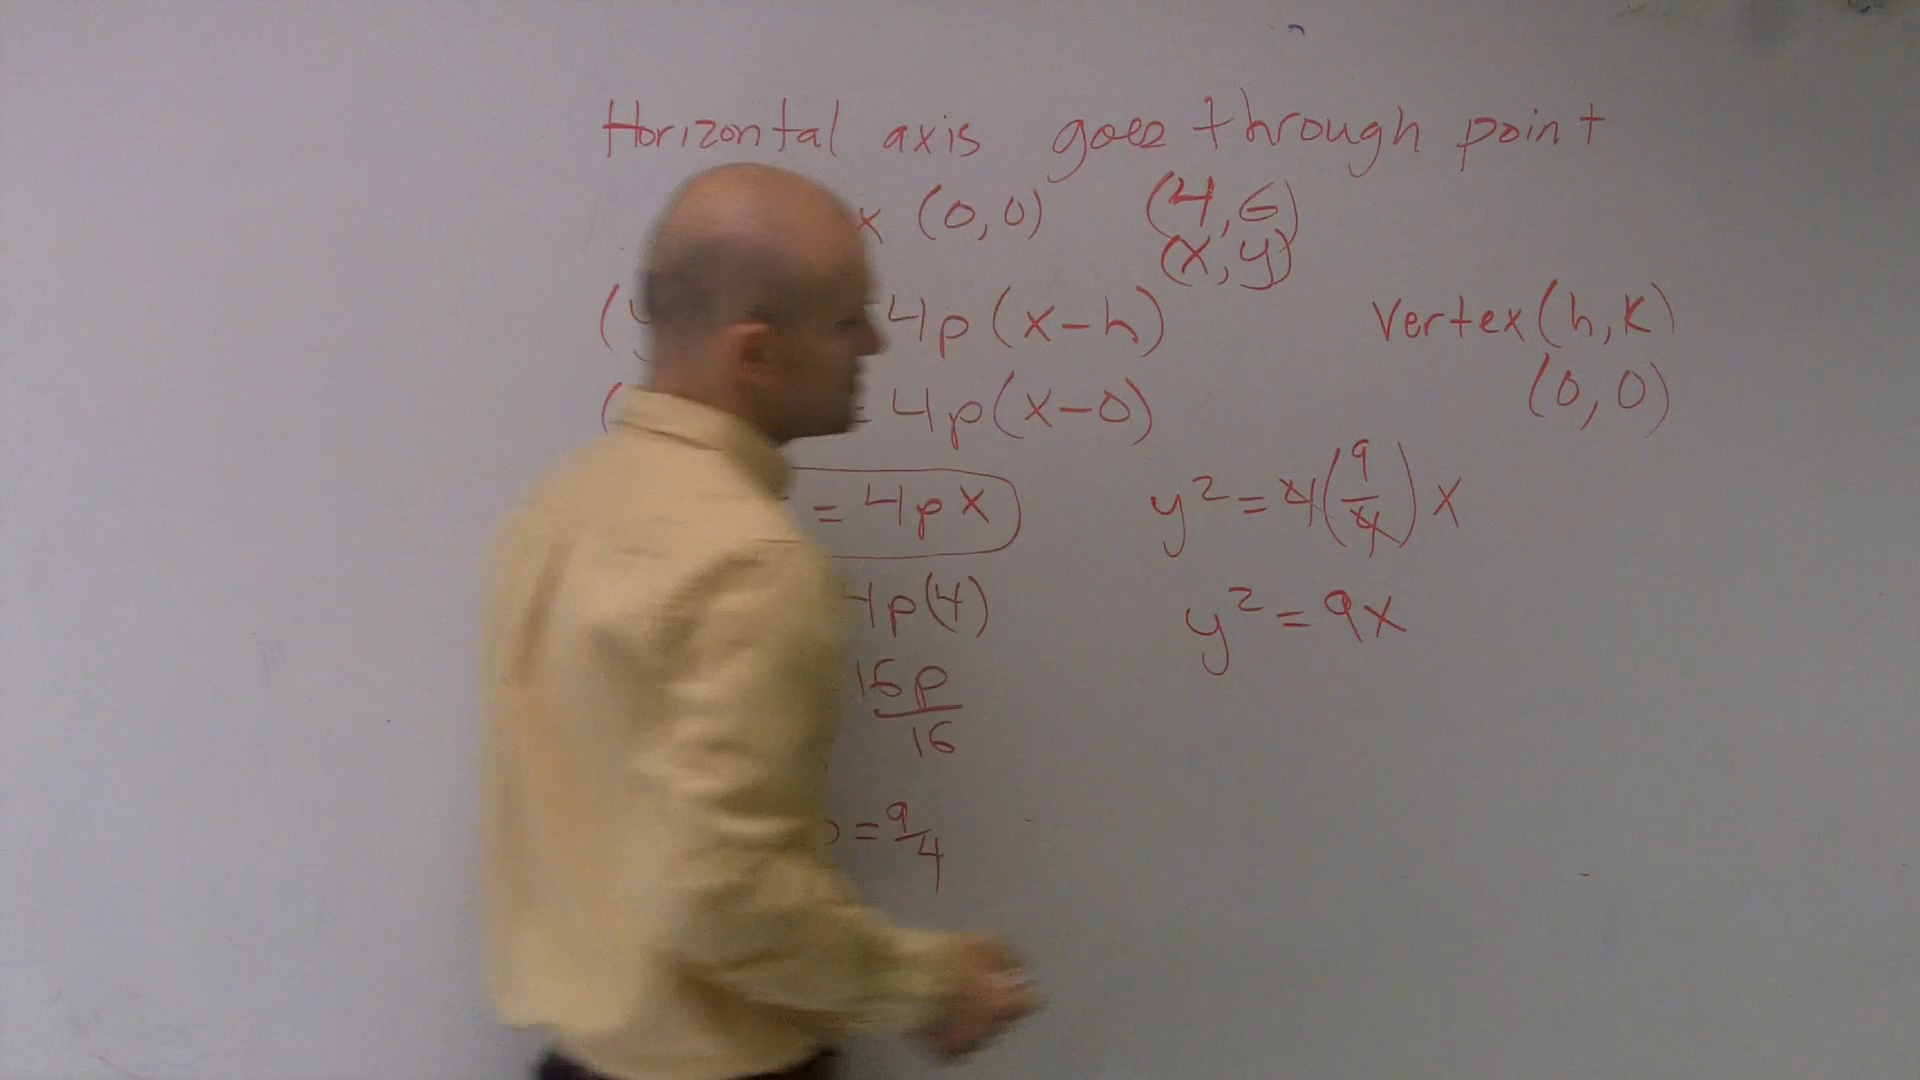 Horizontal axis goes through point
x (0,0) (4,6)
(x,y)
(y 4p(x-h) vertex(h,k)
( = 4p(x-0) (0,0)
= 4px y² = 4(9/4)x
4p(4) y² = 9x
16p
16
p = 9/4